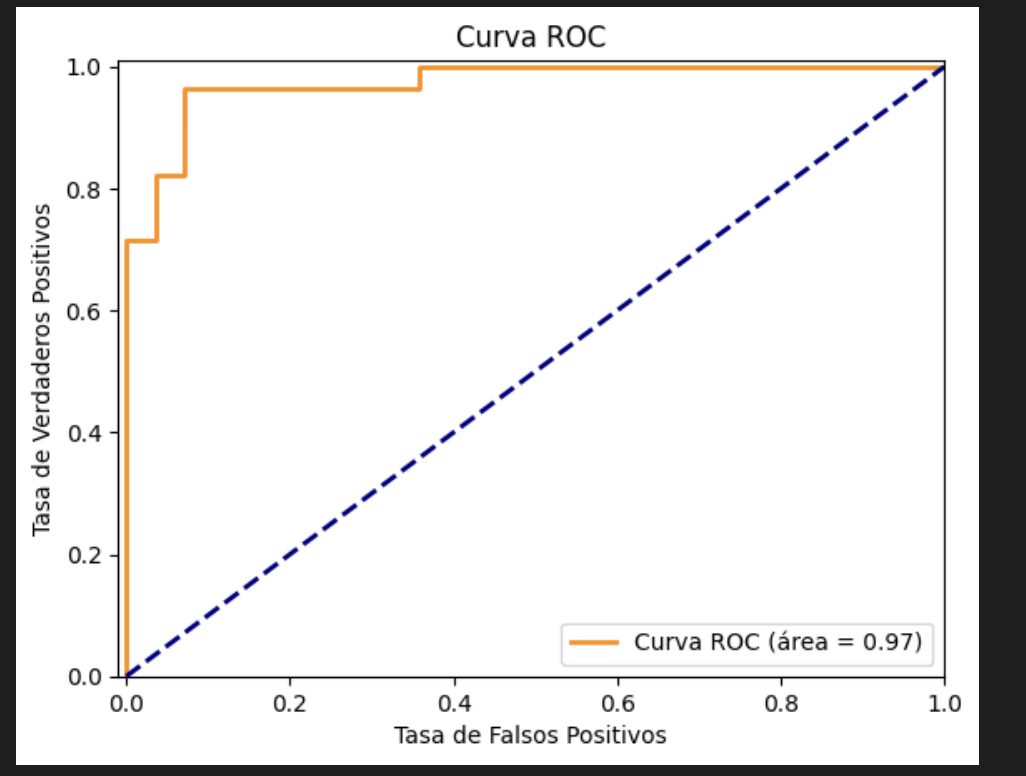 Curva ROC
1.0
0.8
0.6
0.4
0.2
0.0
Tasa de Verdaderos Positivos
Curva ROC (área = 0.97)
0.0 0.2 0.4 0.6 0.8 1.0
Tasa de Falsos Positivos